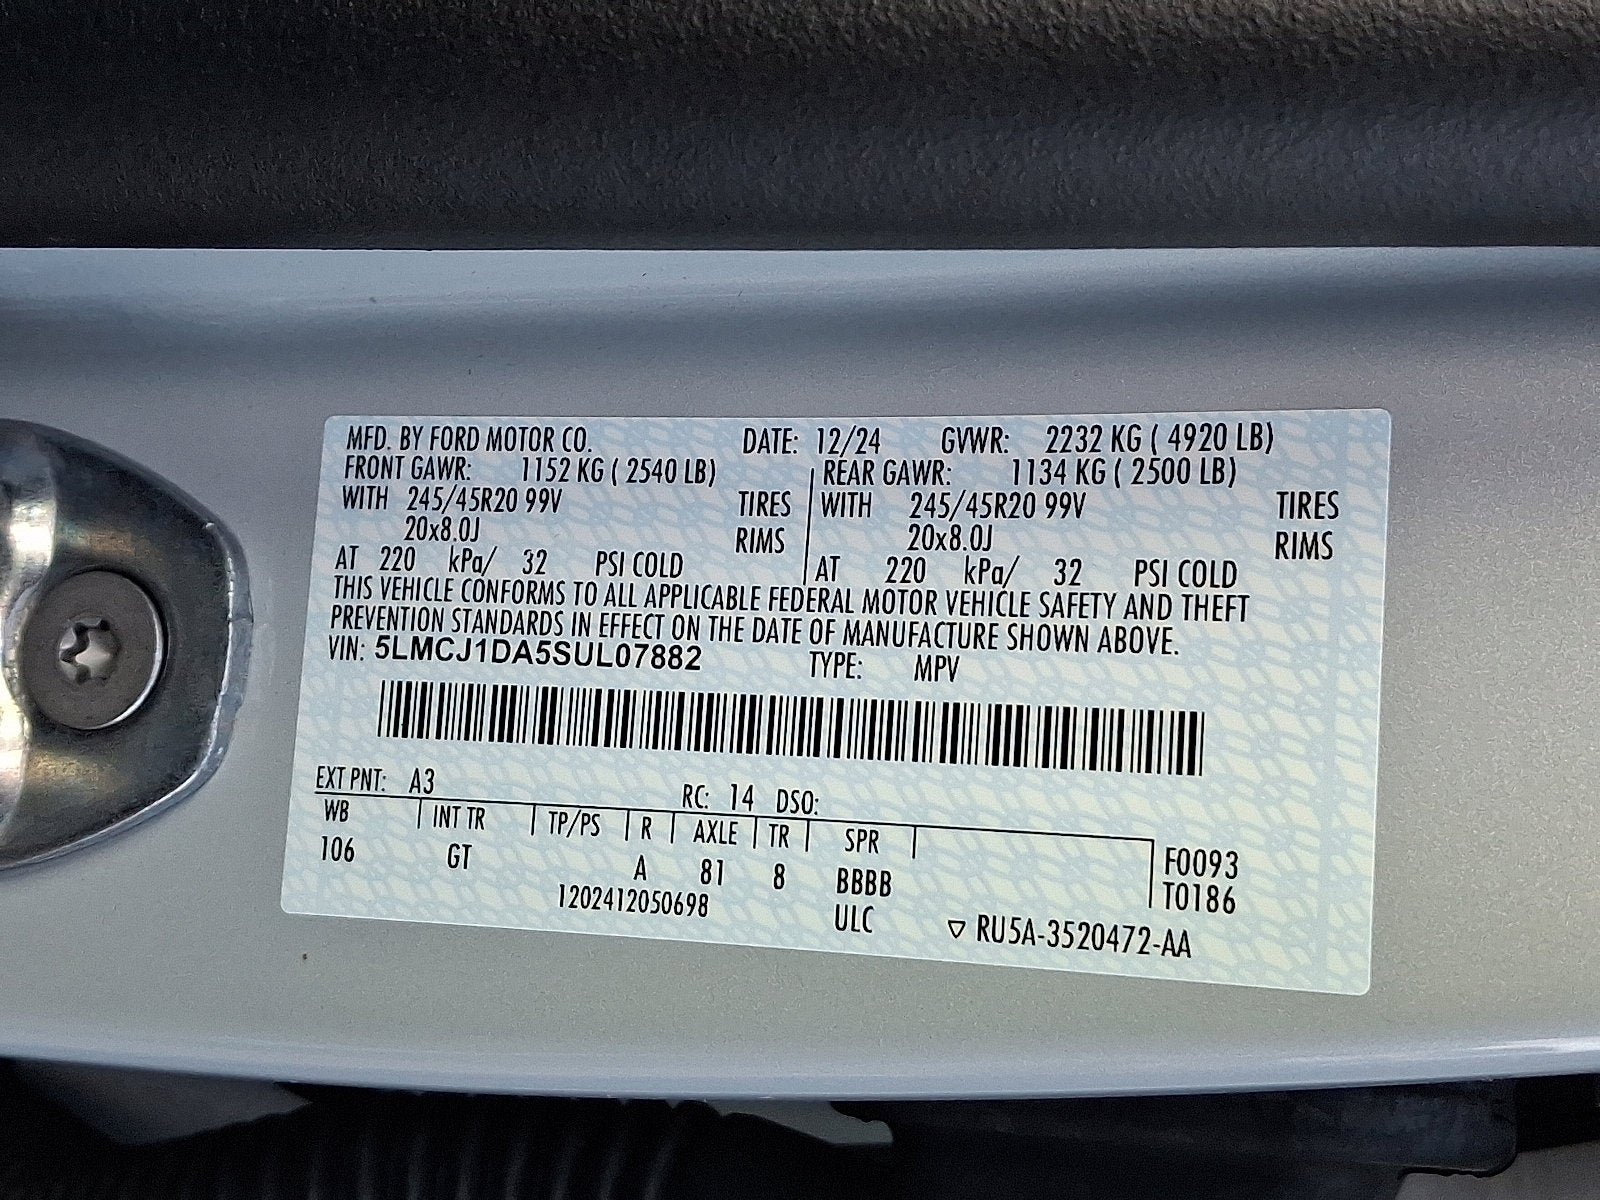 MFD. BY FORD MOTOR CO. DATE: 12/24 GVWR: 2232 KG ( 4920 LB)
FRONT GAWR: 1152 KG ( 2540 LB) REAR GAWR: 1134 KG ( 2500 LB)
WITH 245/45R20 99V TIRES WITH 245/45R20 99V TIRES
20x8.0J RIMS 20x8.0J RIMS
AT 220 kPa/ 32 PSI COLD AT 220 kPa/ 32 PSI COLD
THIS VEHICLE CONFORMS TO ALL APPLICABLE FEDERAL MOTOR VEHICLE SAFETY AND THEFT
PREVENTION STANDARDS IN EFFECT ON THE DATE OF MANUFACTURE SHOWN ABOVE.
VIN: 5LMCJ1DA5SUL07882 TYPE: MPV
EXT PNT: A3 RC: 14 DSO:
WB INT TR TP/PS R AXLE TR SPR
106 GT A 81 8 BBBB F0093
1202412050698 ULC T0186
▽ RU5A-3520472-AA